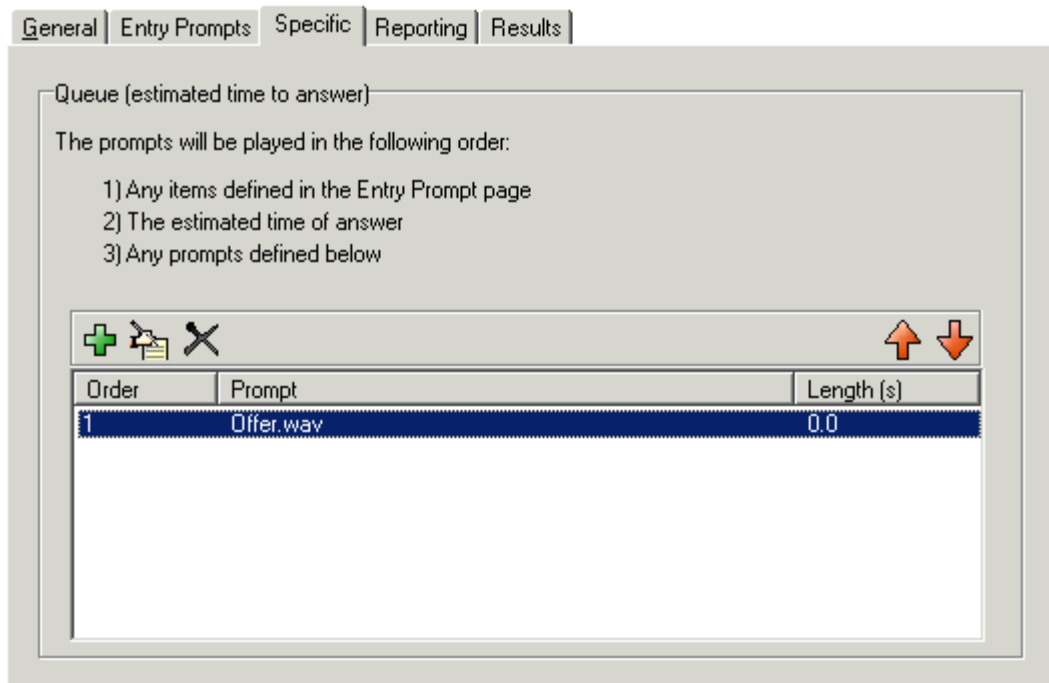 General Entry Prompts Specific Reporting Results
Queue (estimated time to answer)
The prompts will be played in the following order:
1) Any items defined in the Entry Prompt page
2) The estimated time of answer
3) Any prompts defined below
Order Prompt Length (s)
1 Offer.wav 0.0